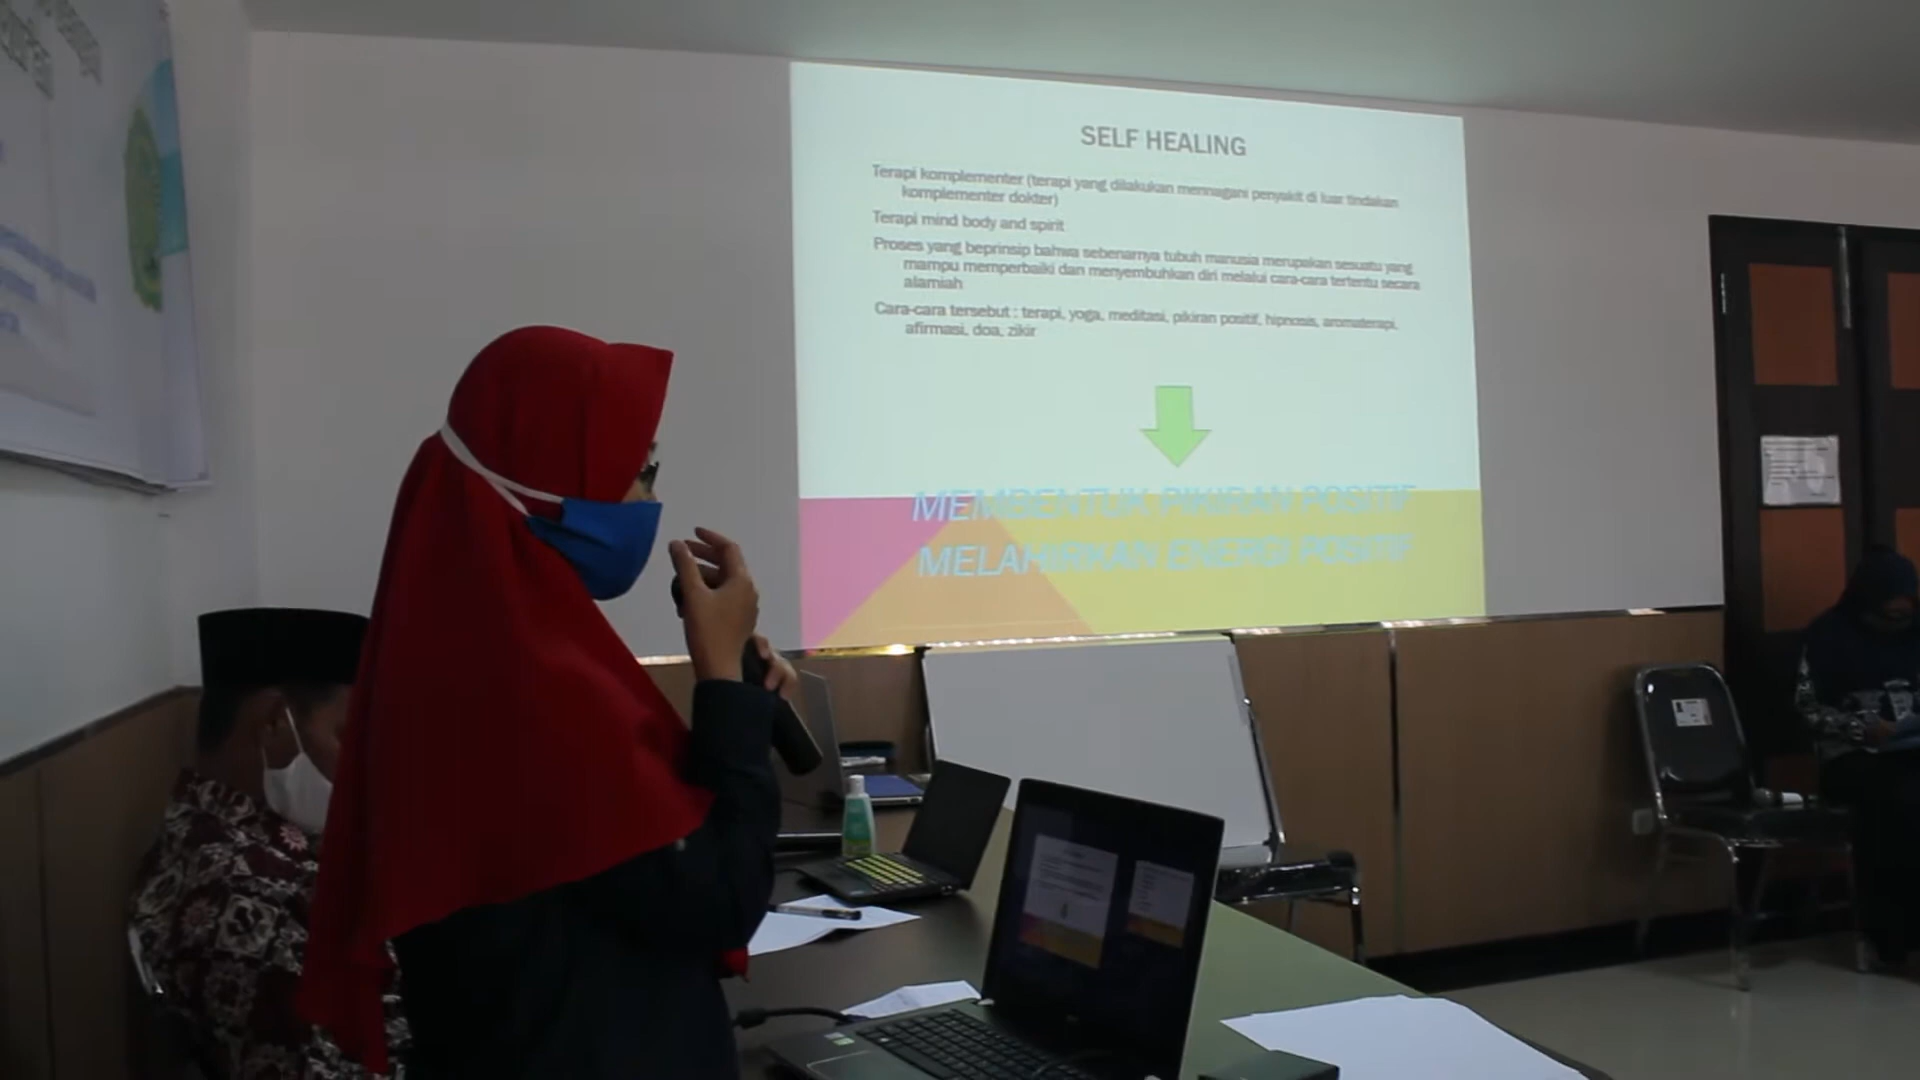 SELF HEALING
Terapi komplementer (terapi yang dilakukan mennagani penyakit di luar tindakan
komplementer dokter)
Terapi mind body and spirit
Proses yang beprinsip bahwa sebenarnya tubuh manusia merupakan sesuatu yang
mampu memperbaiki dan menyembuhkan diri melalui cara-cara tertentu secara
alamiah
Cara-cara tersebut : terapi, yoga, meditasi, pikiran positif, hipnosis, aromaterapi,
afirmasi, doa, zikir
MEMBENTUK PIKIRAN POSITIF
MELAHIRKAN ENERGI POSITIF